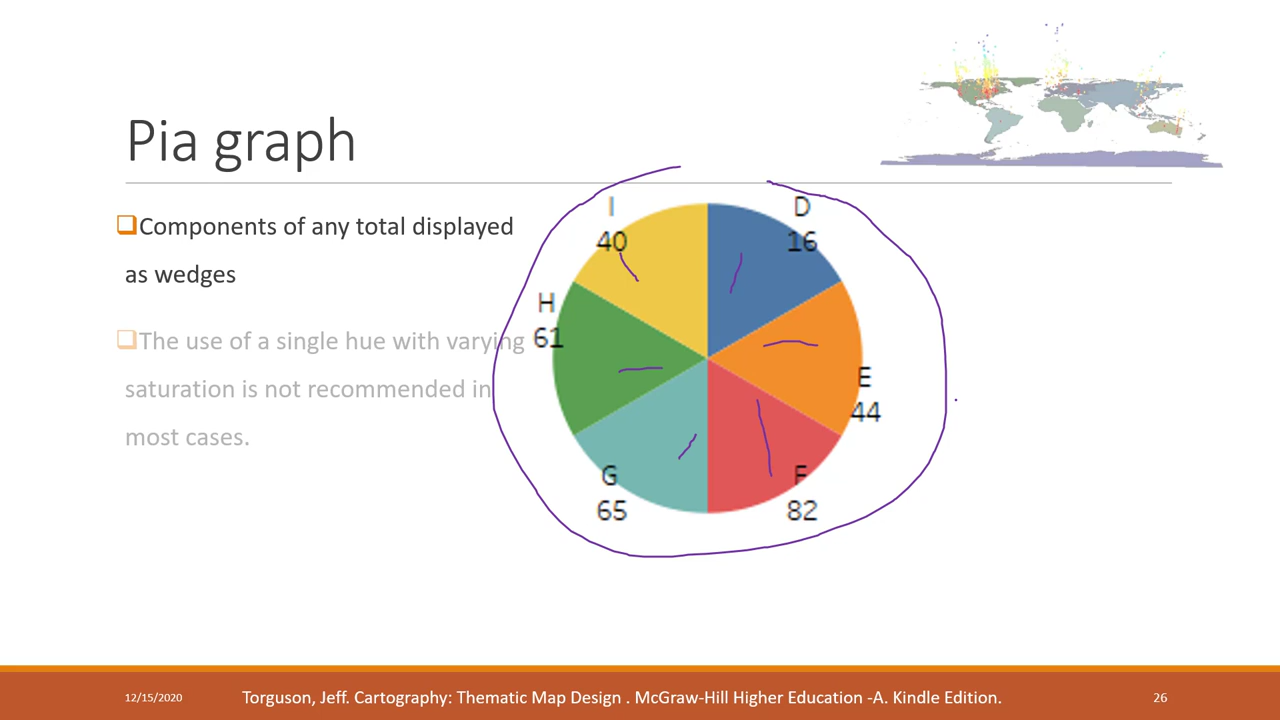 Pia graph
❑Components of any total displayed
as wedges
❑The use of a single hue with varying
saturation is not recommended in
most cases.
I
40
D
16
H
61
E
44
G
65
F
82
12/15/2020
Torguson, Jeff. Cartography: Thematic Map Design . McGraw-Hill Higher Education -A. Kindle Edition.
26